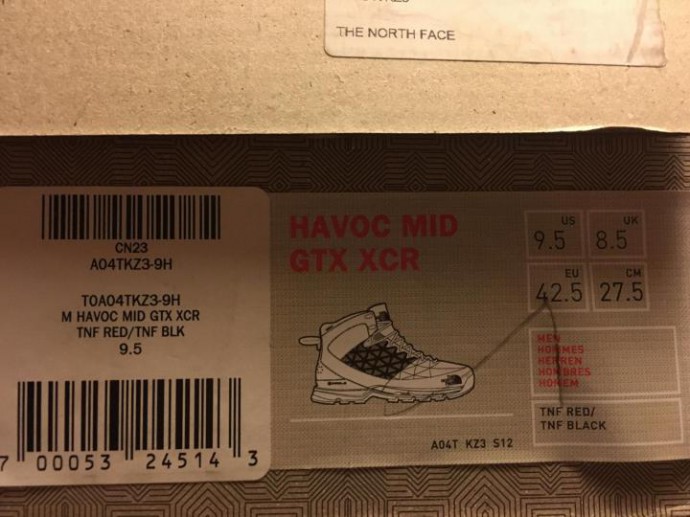 THE NORTH FACE
CN23
A04TKZ3-9H
TOA04TKZ3-9H
M HAVOC MID GTX XCR
TNF RED/TNF BLK
9.5
7 00053 24514 3
HAVOC MID
GTX XCR
US
9.5
UK
8.5
EU
42.5
CM
27.5
MEN
HOMMES
HERREN
HOMBRES
HOMEM
TNF RED/
TNF BLACK
A04T KZ3 S12